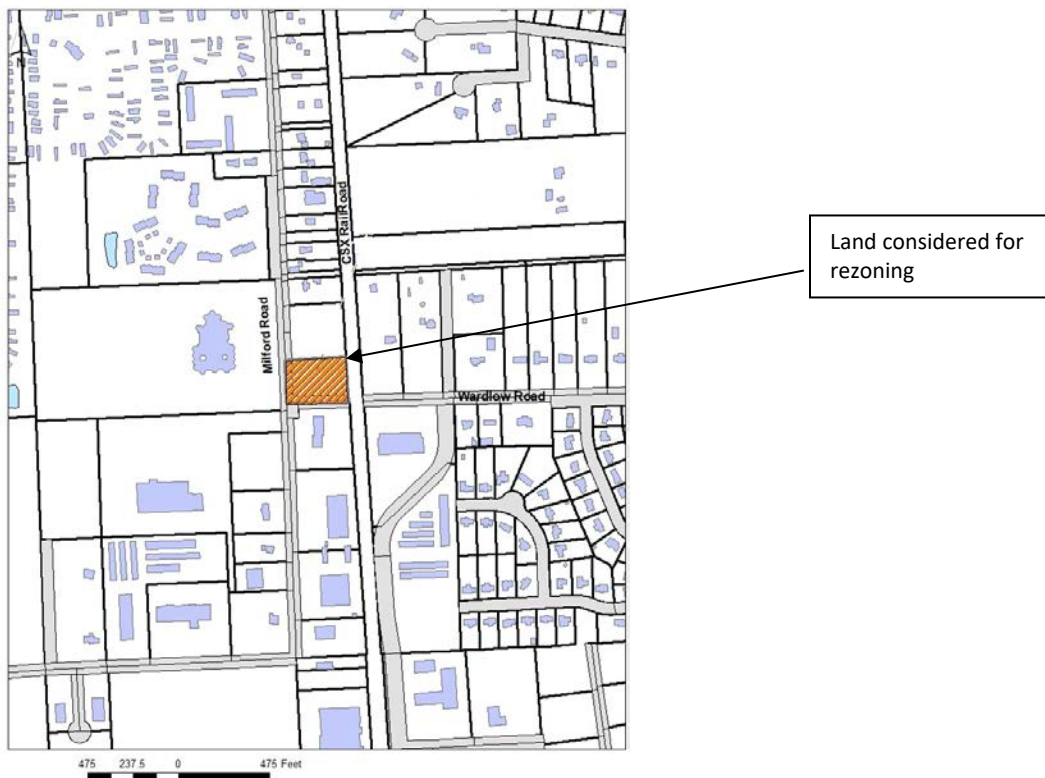 N
CSX RailRoad
Land considered for
rezoning
Milford Road
Wardlow Road
475 237.5 0 475 Feet